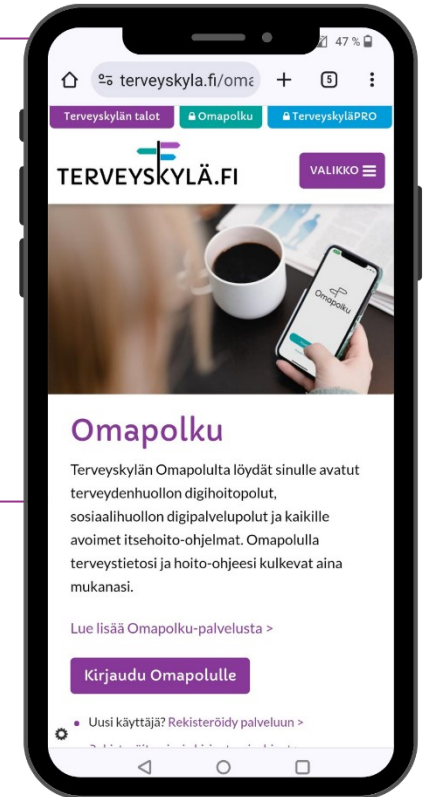 47 %
terveyskyla.fi/oma
5
Terveyskylän talot
Omapolku
TerveyskyläPRO
TERVEYSKYLÄ.FI
VALIKKO
Omapolku
Omapolku
Terveyskylän Omapolulta löydät sinulle avatut
terveydenhuollon digihoitopolut,
sosiaalihuollon digipalvelupolut ja kaikille
avoimet itsehoito-ohjelmat. Omapolulla
terveystietosi ja hoito-ohjeesi kulkevat aina
mukanasi.
Lue lisää Omapolku-palvelusta >
Kirjaudu Omapolulle
Uusi käyttäjä? Rekisteröidy palveluun >